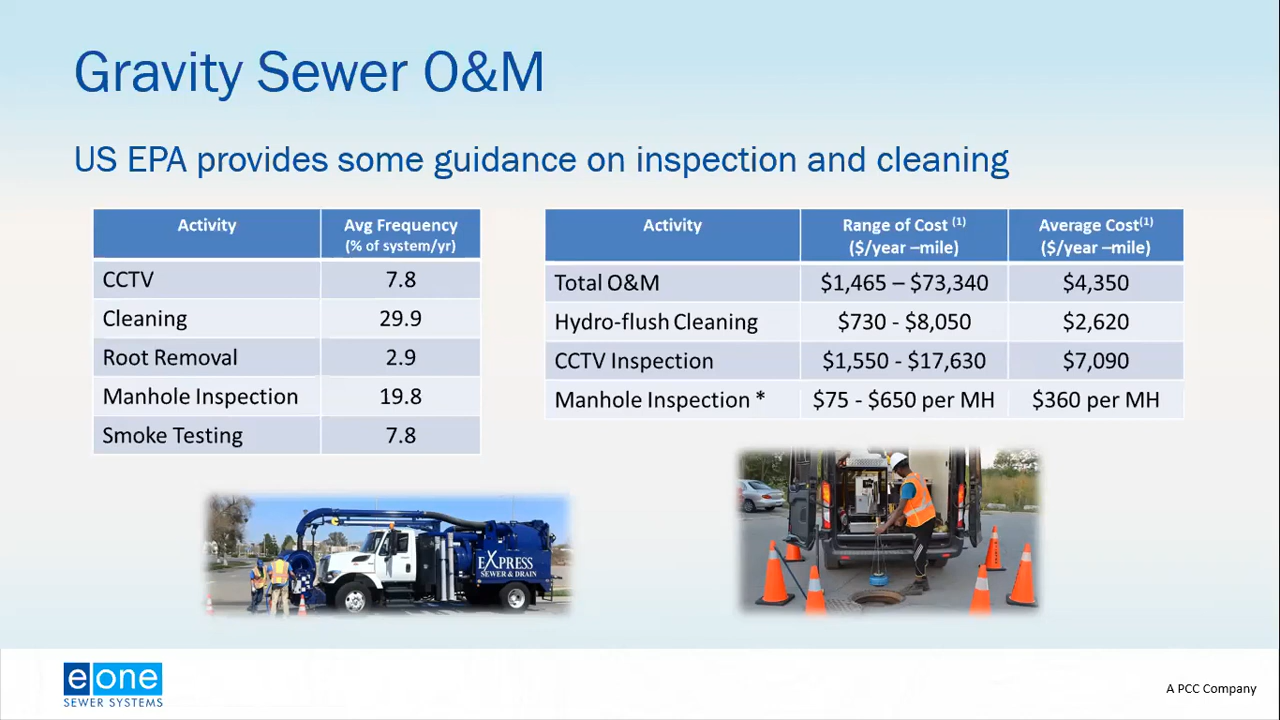 Gravity Sewer O&M
US EPA provides some guidance on inspection and cleaning
Activity Avg Frequency
(% of system/yr)
CCTV 7.8
Cleaning 29.9
Root Removal 2.9
Manhole Inspection 19.8
Smoke Testing 7.8
Activity Range of Cost (1) Average Cost(1)
($/year –mile) ($/year –mile)
Total O&M $1,465 – $73,340 $4,350
Hydro-flush Cleaning $730 - $8,050 $2,620
CCTV Inspection $1,550 - $17,630 $7,090
Manhole Inspection * $75 - $650 per MH $360 per MH
EXPRESS
SEWER & DRAIN
e one
SEWER SYSTEMS
A PCC Company